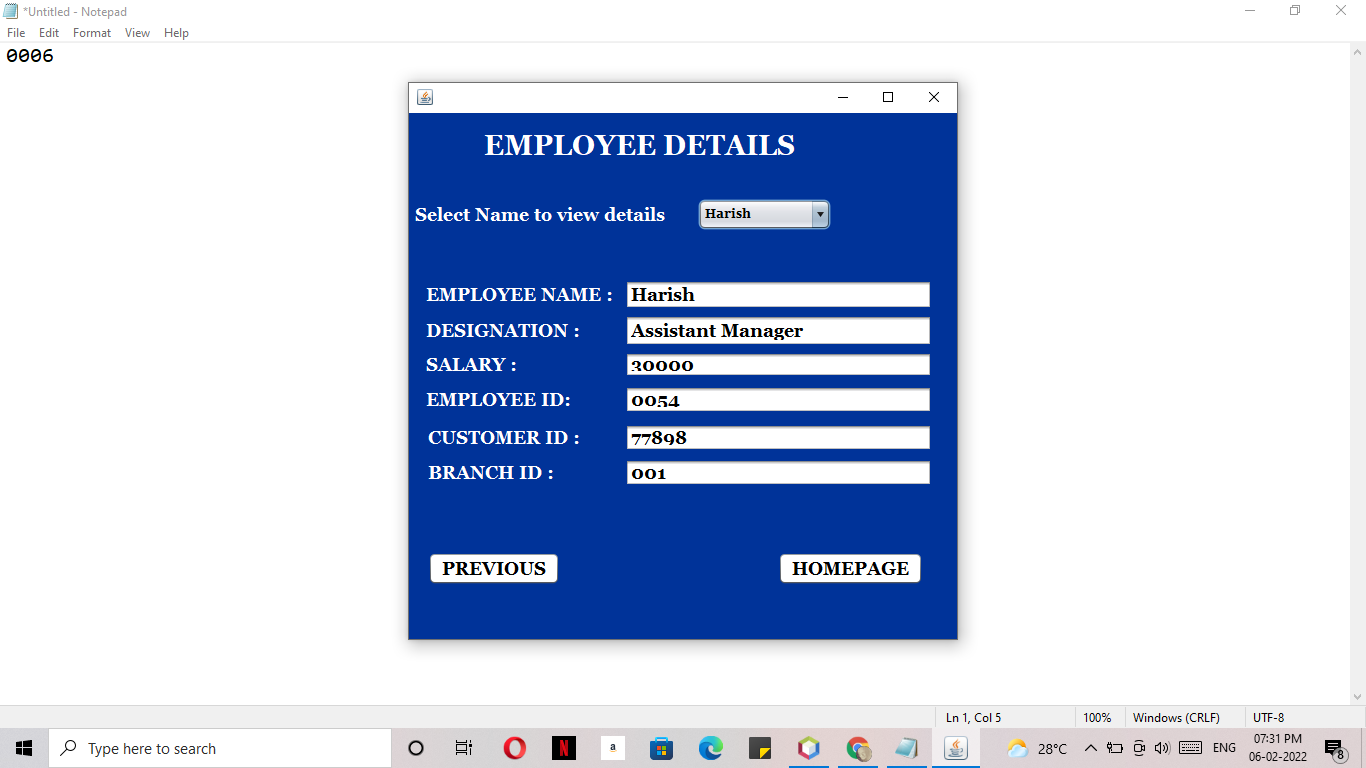 *Untitled - Notepad
File Edit Format View Help
0006
EMPLOYEE DETAILS
Select Name to view details Harish
EMPLOYEE NAME : Harish
DESIGNATION : Assistant Manager
SALARY : 30000
EMPLOYEE ID: 0054
CUSTOMER ID : 77898
BRANCH ID : 001
PREVIOUS HOMEPAGE
Ln 1, Col 5 100% Windows (CRLF) UTF-8
Type here to search N a 28°C ENG 07:31 PM
06-02-2022 8